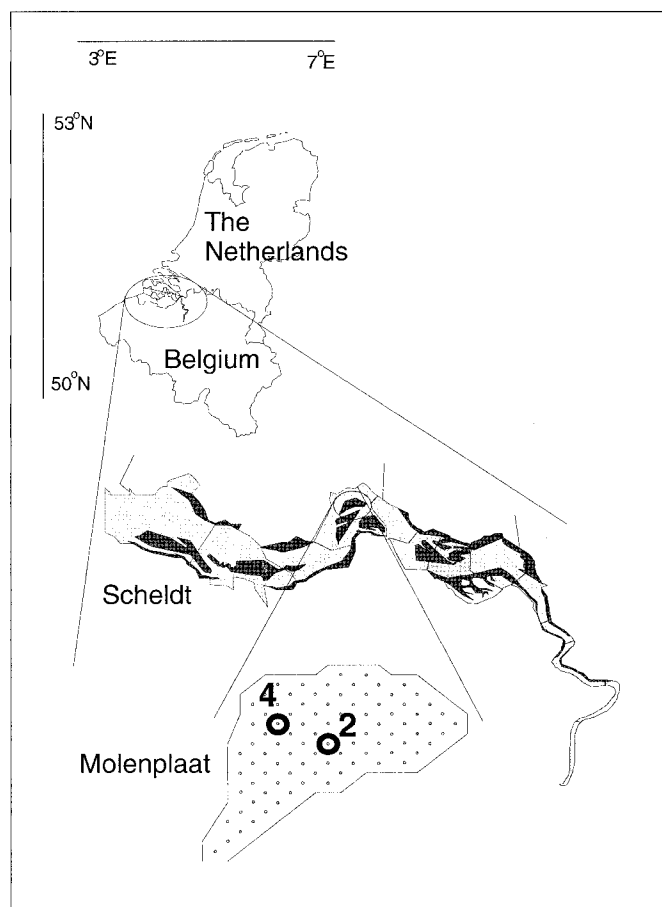 3°E
7°E
53°N
The
Netherlands
Belgium
50°N
Scheldt
4
2
Molenplaat